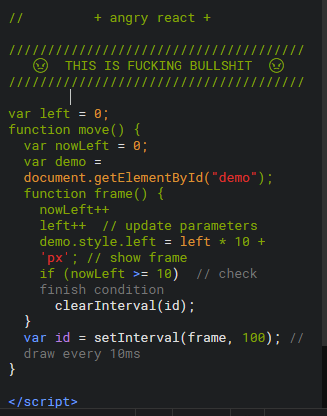 //         + angry react +
//////////////////////////////////////
😡  THIS IS FUCKING BULLSHIT  😡
//////////////////////////////////////
var left = 0;
function move() {
  var nowLeft = 0;
  var demo =
  document.getElementById("demo");
  function frame() {
    nowLeft++
    left++  // update parameters
    demo.style.left = left * 10 +
    'px'; // show frame
    if (nowLeft >= 10)  // check
    finish condition
      clearInterval(id);
  }
  var id = setInterval(frame, 100); //
  draw every 10ms
}
</script>